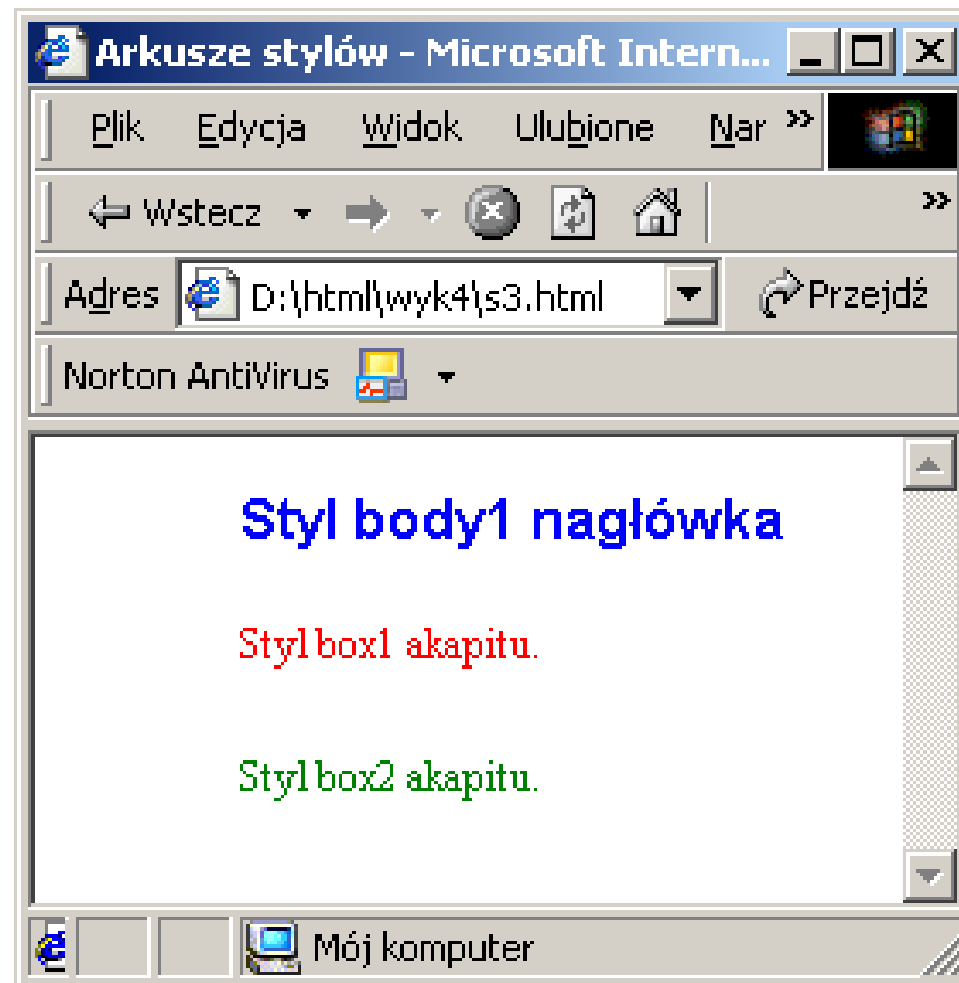 Arkusze stylów - Microsoft Intern...
Plik Edycja Widok Ulubione Nar »
Wstecz »
Adres D:\html\wyk4\s3.html Przejdź
Norton AntiVirus
Styl body1 nagłówka
Styl box1 akapitu.
Styl box2 akapitu.
Mój komputer